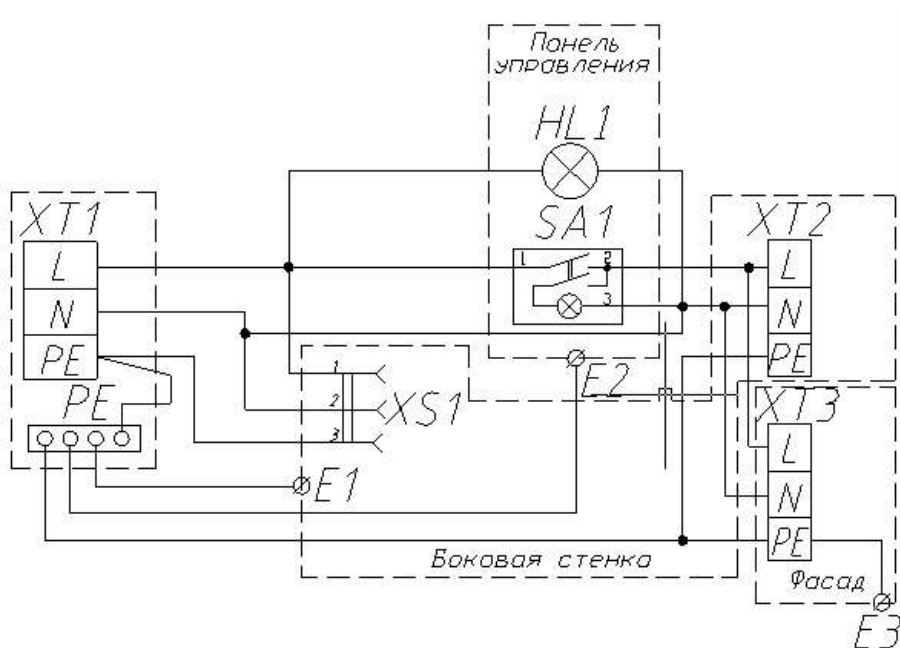 Панель
управления
HL1
XT1
SA1
XT2
L
1
2
L
N
3
N
PE
PE
PE
1
E2
2
XS1
XT3
3
L
E1
N
PE
Боковая стенка
Фасад
E3